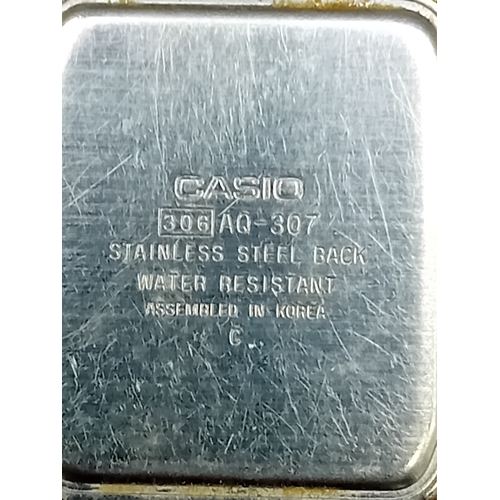 CASIO
306 AQ-307
STAINLESS STEEL BACK
WATER RESISTANT
ASSEMBLED IN KOREA
C